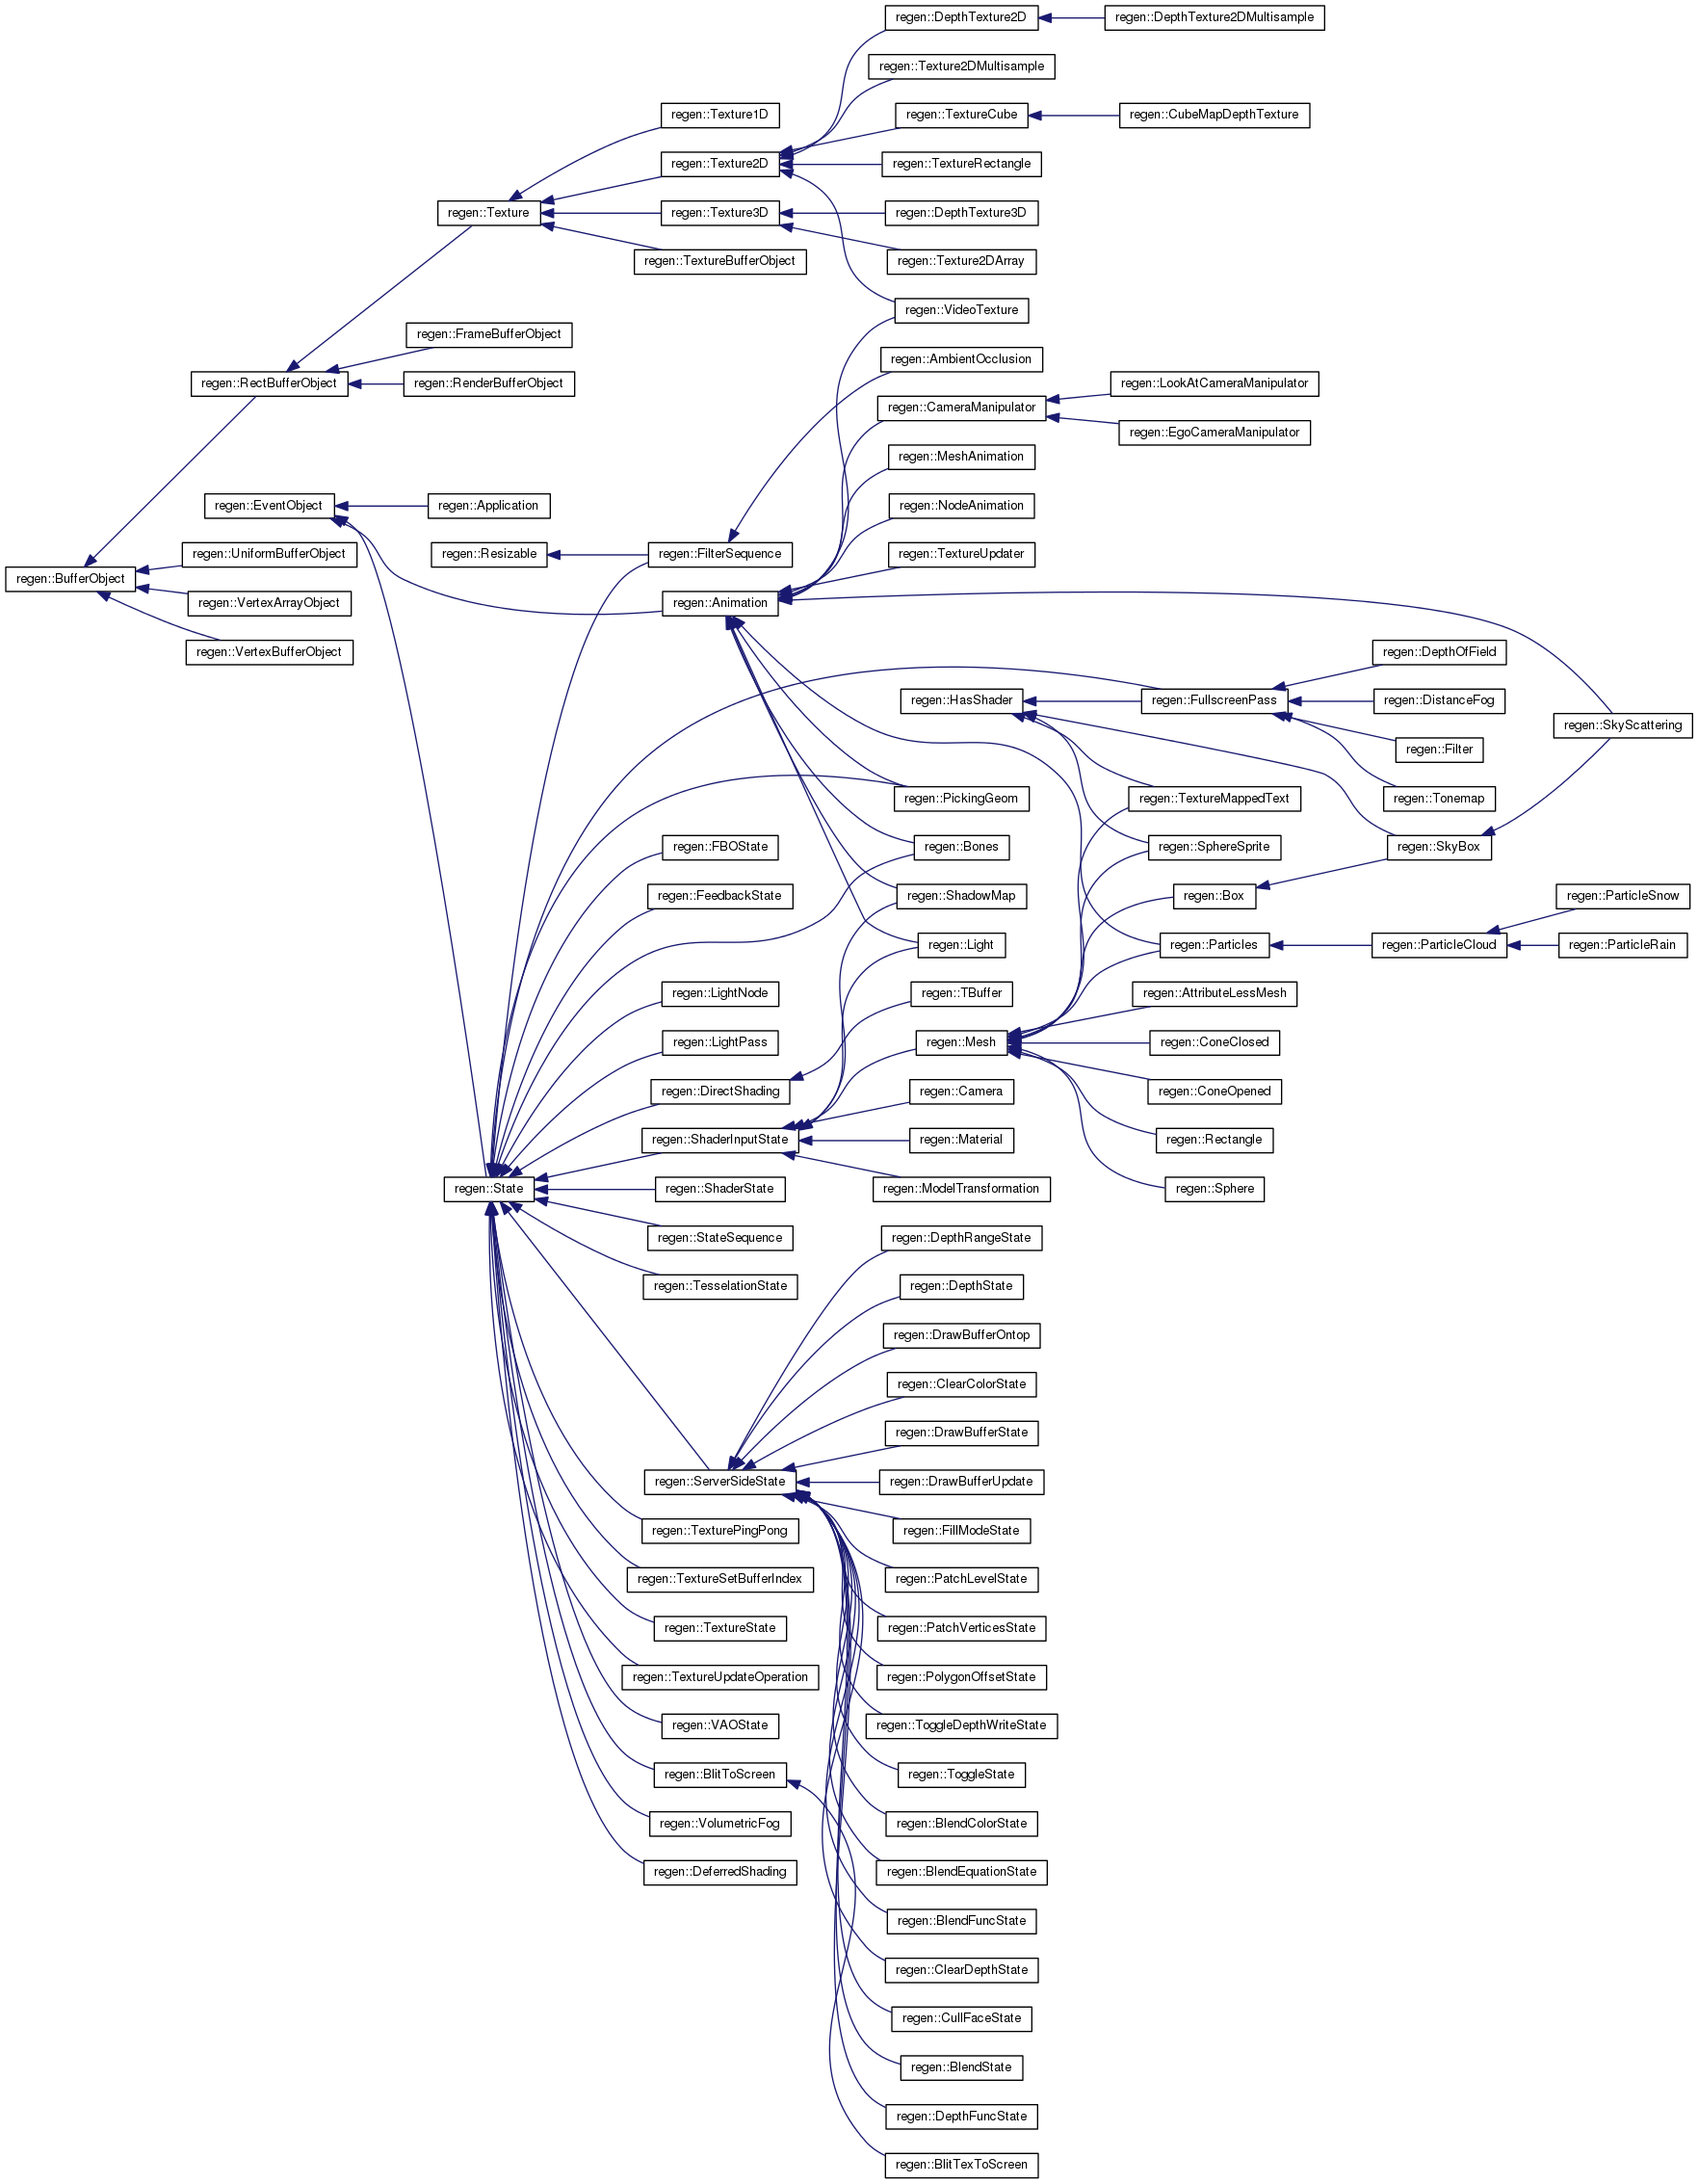 regen::DepthTexture2D
regen::DepthTexture2DMultisample
regen::Texture2DMultisample
regen::Texture1D
regen::TextureCube
regen::CubeMapDepthTexture
regen::Texture2D
regen::TextureRectangle
regen::Texture
regen::Texture3D
regen::DepthTexture3D
regen::TextureBufferObject
regen::Texture2DArray
regen::VideoTexture
regen::FrameBufferObject
regen::AmbientOcclusion
regen::RectBufferObject
regen::RenderBufferObject
regen::LookAtCameraManipulator
regen::CameraManipulator
regen::EgoCameraManipulator
regen::MeshAnimation
regen::EventObject
regen::Application
regen::NodeAnimation
regen::UniformBufferObject
regen::Resizable
regen::FilterSequence
regen::TextureUpdater
regen::BufferObject
regen::VertexArrayObject
regen::Animation
regen::VertexBufferObject
regen::DepthOfField
regen::HasShader
regen::FullscreenPass
regen::DistanceFog
regen::SkyScattering
regen::Filter
regen::PickingGeom
regen::TextureMappedText
regen::Tonemap
regen::FBOState
regen::Bones
regen::SphereSprite
regen::SkyBox
regen::FeedbackState
regen::ShadowMap
regen::Box
regen::ParticleSnow
regen::Light
regen::Particles
regen::ParticleCloud
regen::ParticleRain
regen::LightNode
regen::TBuffer
regen::AttributeLessMesh
regen::LightPass
regen::Mesh
regen::ConeClosed
regen::DirectShading
regen::Camera
regen::ConeOpened
regen::ShaderInputState
regen::Material
regen::Rectangle
regen::State
regen::ShaderState
regen::ModelTransformation
regen::Sphere
regen::StateSequence
regen::DepthRangeState
regen::TesselationState
regen::DepthState
regen::DrawBufferOntop
regen::ClearColorState
regen::DrawBufferState
regen::ServerSideState
regen::DrawBufferUpdate
regen::TexturePingPong
regen::FillModeState
regen::TextureSetBufferIndex
regen::PatchLevelState
regen::TextureState
regen::PatchVerticesState
regen::TextureUpdateOperation
regen::PolygonOffsetState
regen::VAOState
regen::ToggleDepthWriteState
regen::BlitToScreen
regen::ToggleState
regen::VolumetricFog
regen::BlendColorState
regen::DeferredShading
regen::BlendEquationState
regen::BlendFuncState
regen::ClearDepthState
regen::CullFaceState
regen::BlendState
regen::DepthFuncState
regen::BlitTexToScreen